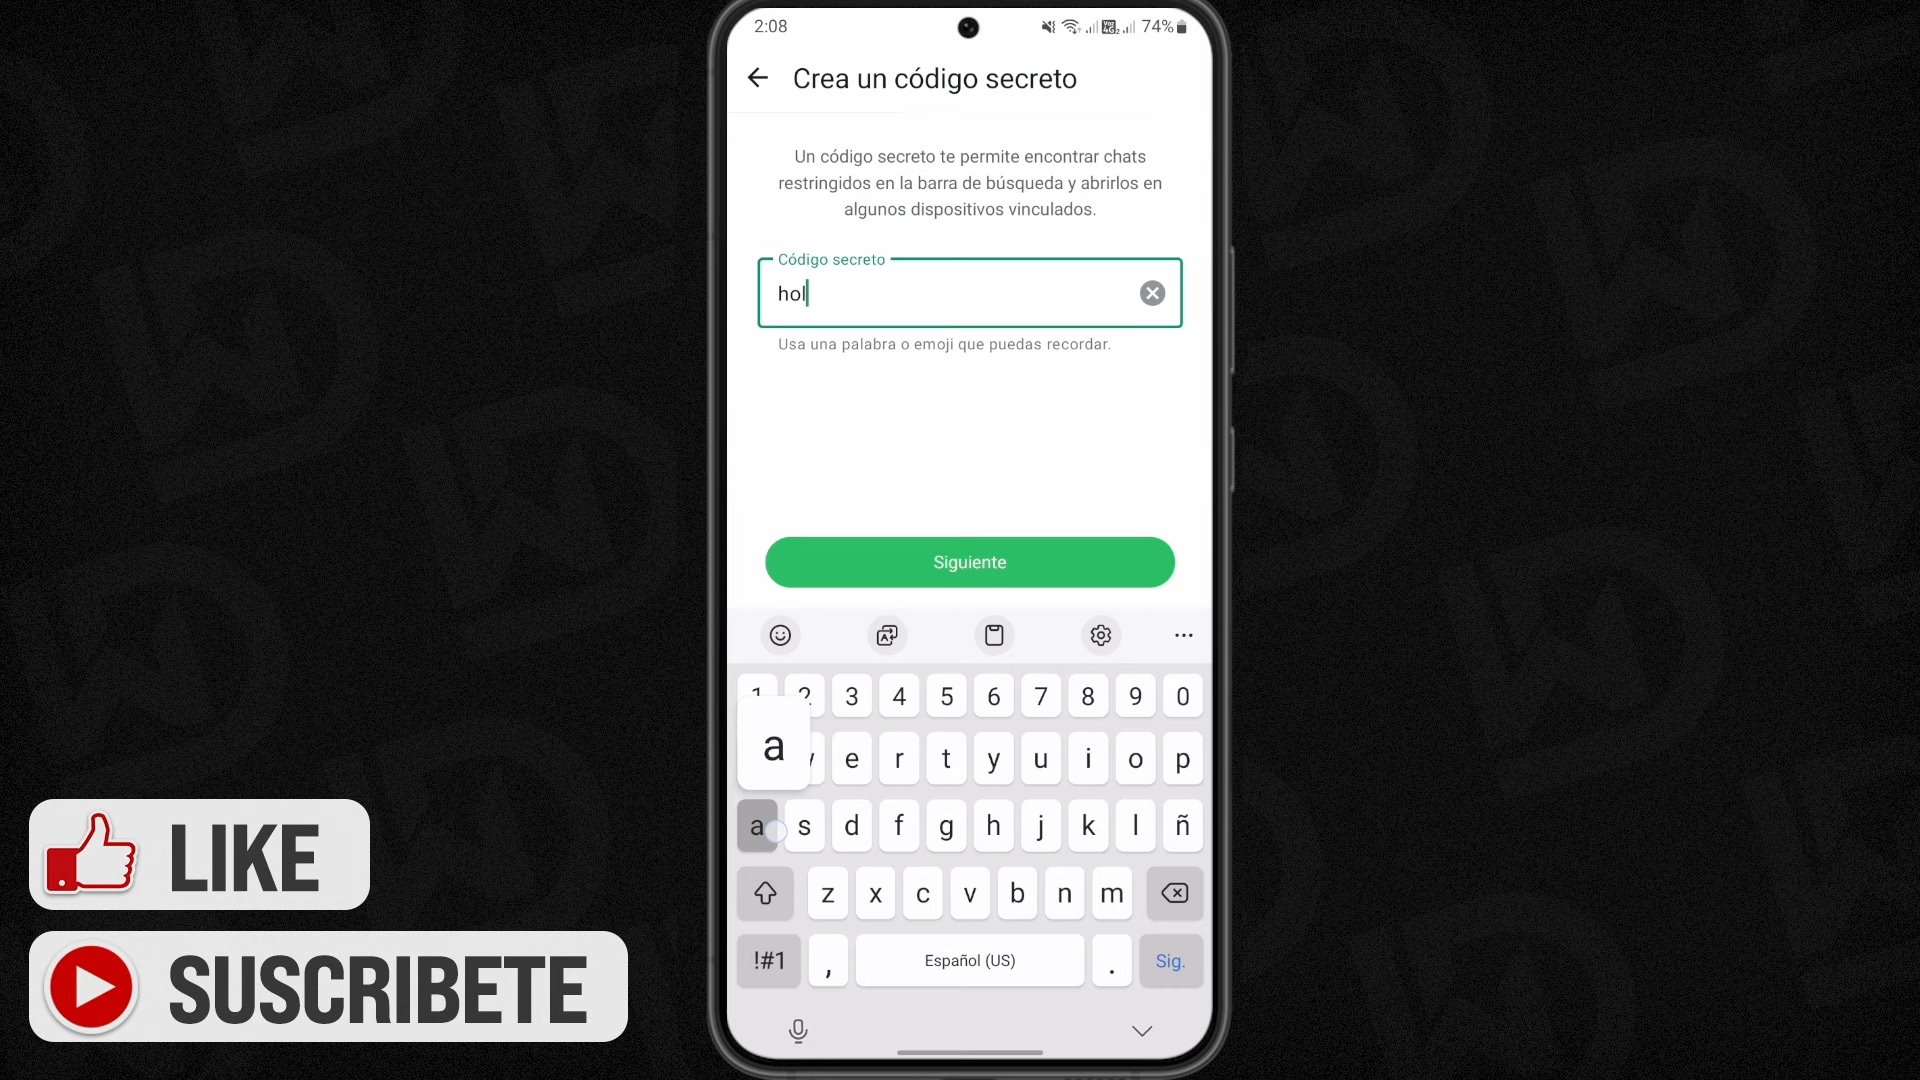 2:08
74%
Crea un código secreto
Un código secreto te permite encontrar chats
restringidos en la barra de búsqueda y abrirlos en
algunos dispositivos vinculados.
Código secreto
hol
Usa una palabra o emoji que puedas recordar.
Siguiente
1 2 3 4 5 6 7 8 9 0
a
e r t y u i o p
a s d f g h j k l ñ
z x c v b n m
!#1 , Español (US) . Sig.
LIKE
SUSCRIBETE